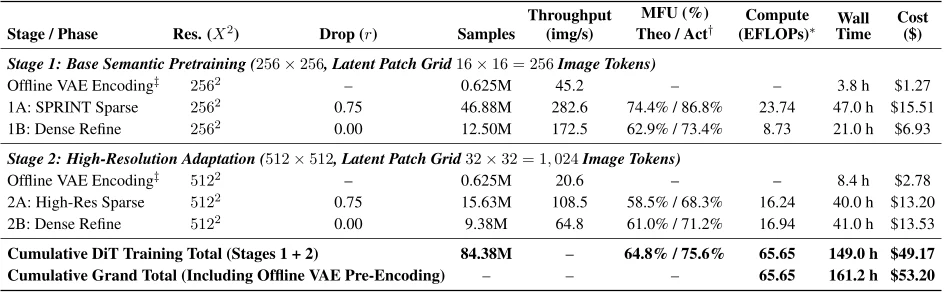 Stage / Phase Res. (X²) Drop (r) Samples Throughput (img/s) MFU (%) Theo / Act† Compute (EFLOPs)* Wall Time Cost ($)
Stage 1: Base Semantic Pretraining (256 × 256, Latent Patch Grid 16 × 16 = 256 Image Tokens)
Offline VAE Encoding‡ 256² – 0.625M 45.2 – – 3.8 h $1.27
1A: SPRINT Sparse 256² 0.75 46.88M 282.6 74.4% / 86.8% 23.74 47.0 h $15.51
1B: Dense Refine 256² 0.00 12.50M 172.5 62.9% / 73.4% 8.73 21.0 h $6.93
Stage 2: High-Resolution Adaptation (512 × 512, Latent Patch Grid 32 × 32 = 1,024 Image Tokens)
Offline VAE Encoding‡ 512² – 0.625M 20.6 – – 8.4 h $2.78
2A: High-Res Sparse 512² 0.75 15.63M 108.5 58.5% / 68.3% 16.24 40.0 h $13.20
2B: Dense Refine 512² 0.00 9.38M 64.8 61.0% / 71.2% 16.94 41.0 h $13.53
Cumulative DiT Training Total (Stages 1 + 2) 84.38M – 64.8% / 75.6% 65.65 149.0 h $49.17
Cumulative Grand Total (Including Offline VAE Pre-Encoding) – – – 65.65 161.2 h $53.20